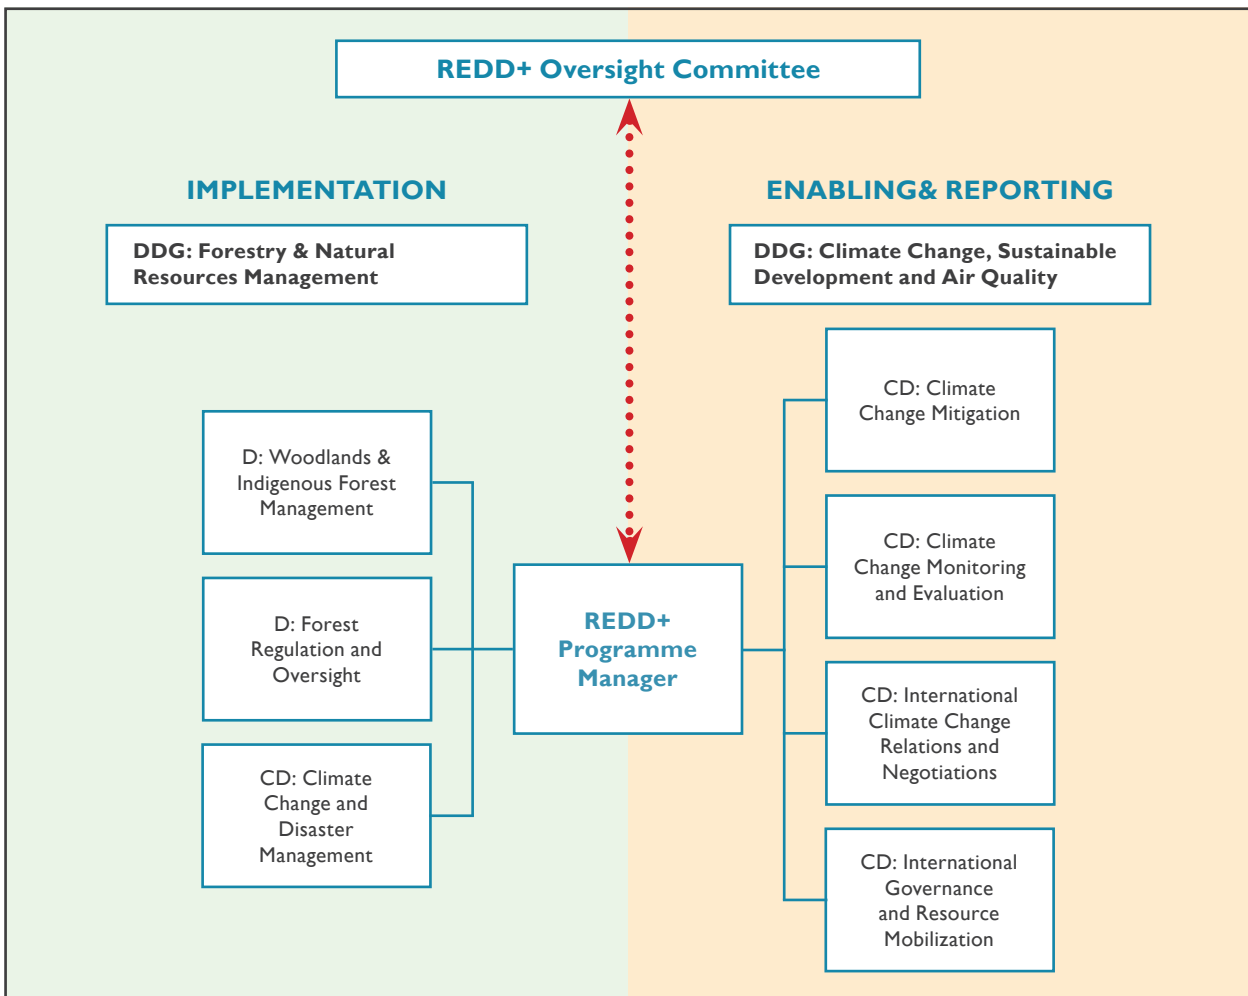 REDD+ Oversight Committee
IMPLEMENTATION
DDG: Forestry & Natural
Resources Management
D: Woodlands &
Indigenous Forest
Management
D: Forest
Regulation and
Oversight
CD: Climate
Change and
Disaster
Management
REDD+
Programme
Manager
ENABLING& REPORTING
DDG: Climate Change, Sustainable
Development and Air Quality
CD: Climate
Change Mitigation
CD: Climate
Change Monitoring
and Evaluation
CD: International
Climate Change
Relations and
Negotiations
CD: International
Governance
and Resource
Mobilization